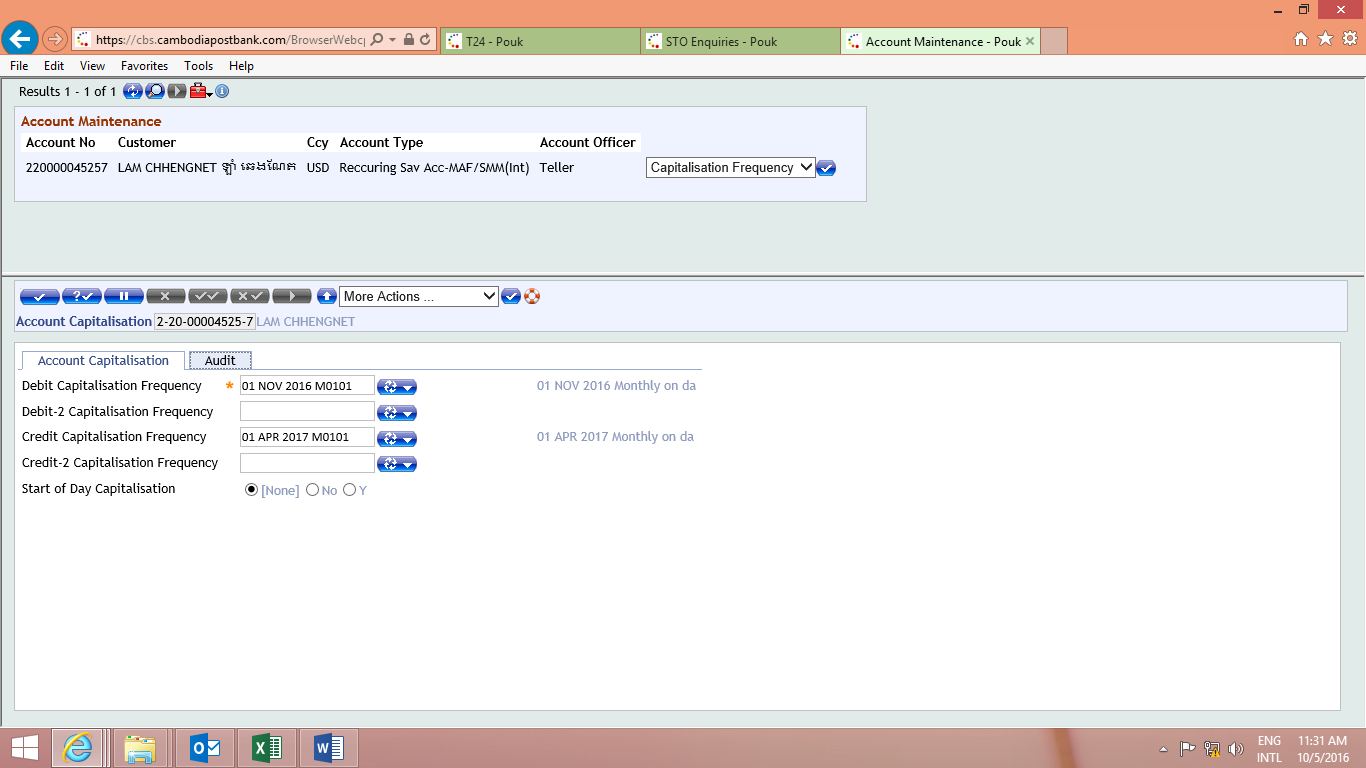 https://cbs.cambodiapostbank.com/BrowserWebc
T24 - Pouk
STO Enquiries - Pouk
Account Maintenance - Pouk
File Edit View Favorites Tools Help
Results 1 - 1 of 1
Account Maintenance
Account No Customer Ccy Account Type Account Officer
220000045257 LAM CHHENGNET ឡាំ ឆេងណែត USD Reccuring Sav Acc-MAF/SMM(Int) Teller Capitalisation Frequency
More Actions ...
Account Capitalisation 2-20-00004525-7 LAM CHHENGNET
Account Capitalisation Audit
Debit Capitalisation Frequency * 01 NOV 2016 M0101 01 NOV 2016 Monthly on da
Debit-2 Capitalisation Frequency
Credit Capitalisation Frequency 01 APR 2017 M0101 01 APR 2017 Monthly on da
Credit-2 Capitalisation Frequency
Start of Day Capitalisation [None] No Y
ENG 11:31 AM
INTL 10/5/2016